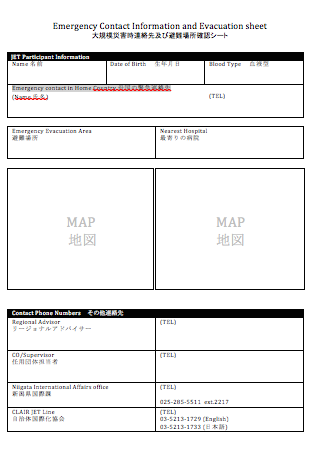 Emergency Contact Information and Evacuation sheet
大規模災害時連絡先及び避難場所確認シート
JET Participant Information
Name 名前
Date of Birth 生年月日
Blood Type 血液型
Emergency contact in Home Country 自国の緊急連絡先
(Name 氏名)
(TEL)
Emergency Evacuation Area
避難場所
Nearest Hospital
最寄りの病院
MAP
地図
MAP
地図
Contact Phone Numbers その他連絡先
Regional Advisor
リージョナルアドバイザー
(TEL)
CO/Supervisor
任用団体担当者
(TEL)
Niigata International Affairs office
新潟県国際課
(TEL)
025-285-5511 ext.2217
CLAIR JET Line
自治体国際化協会
(TEL)
03-5213-1729 (English)
03-5213-1733 (日本語)